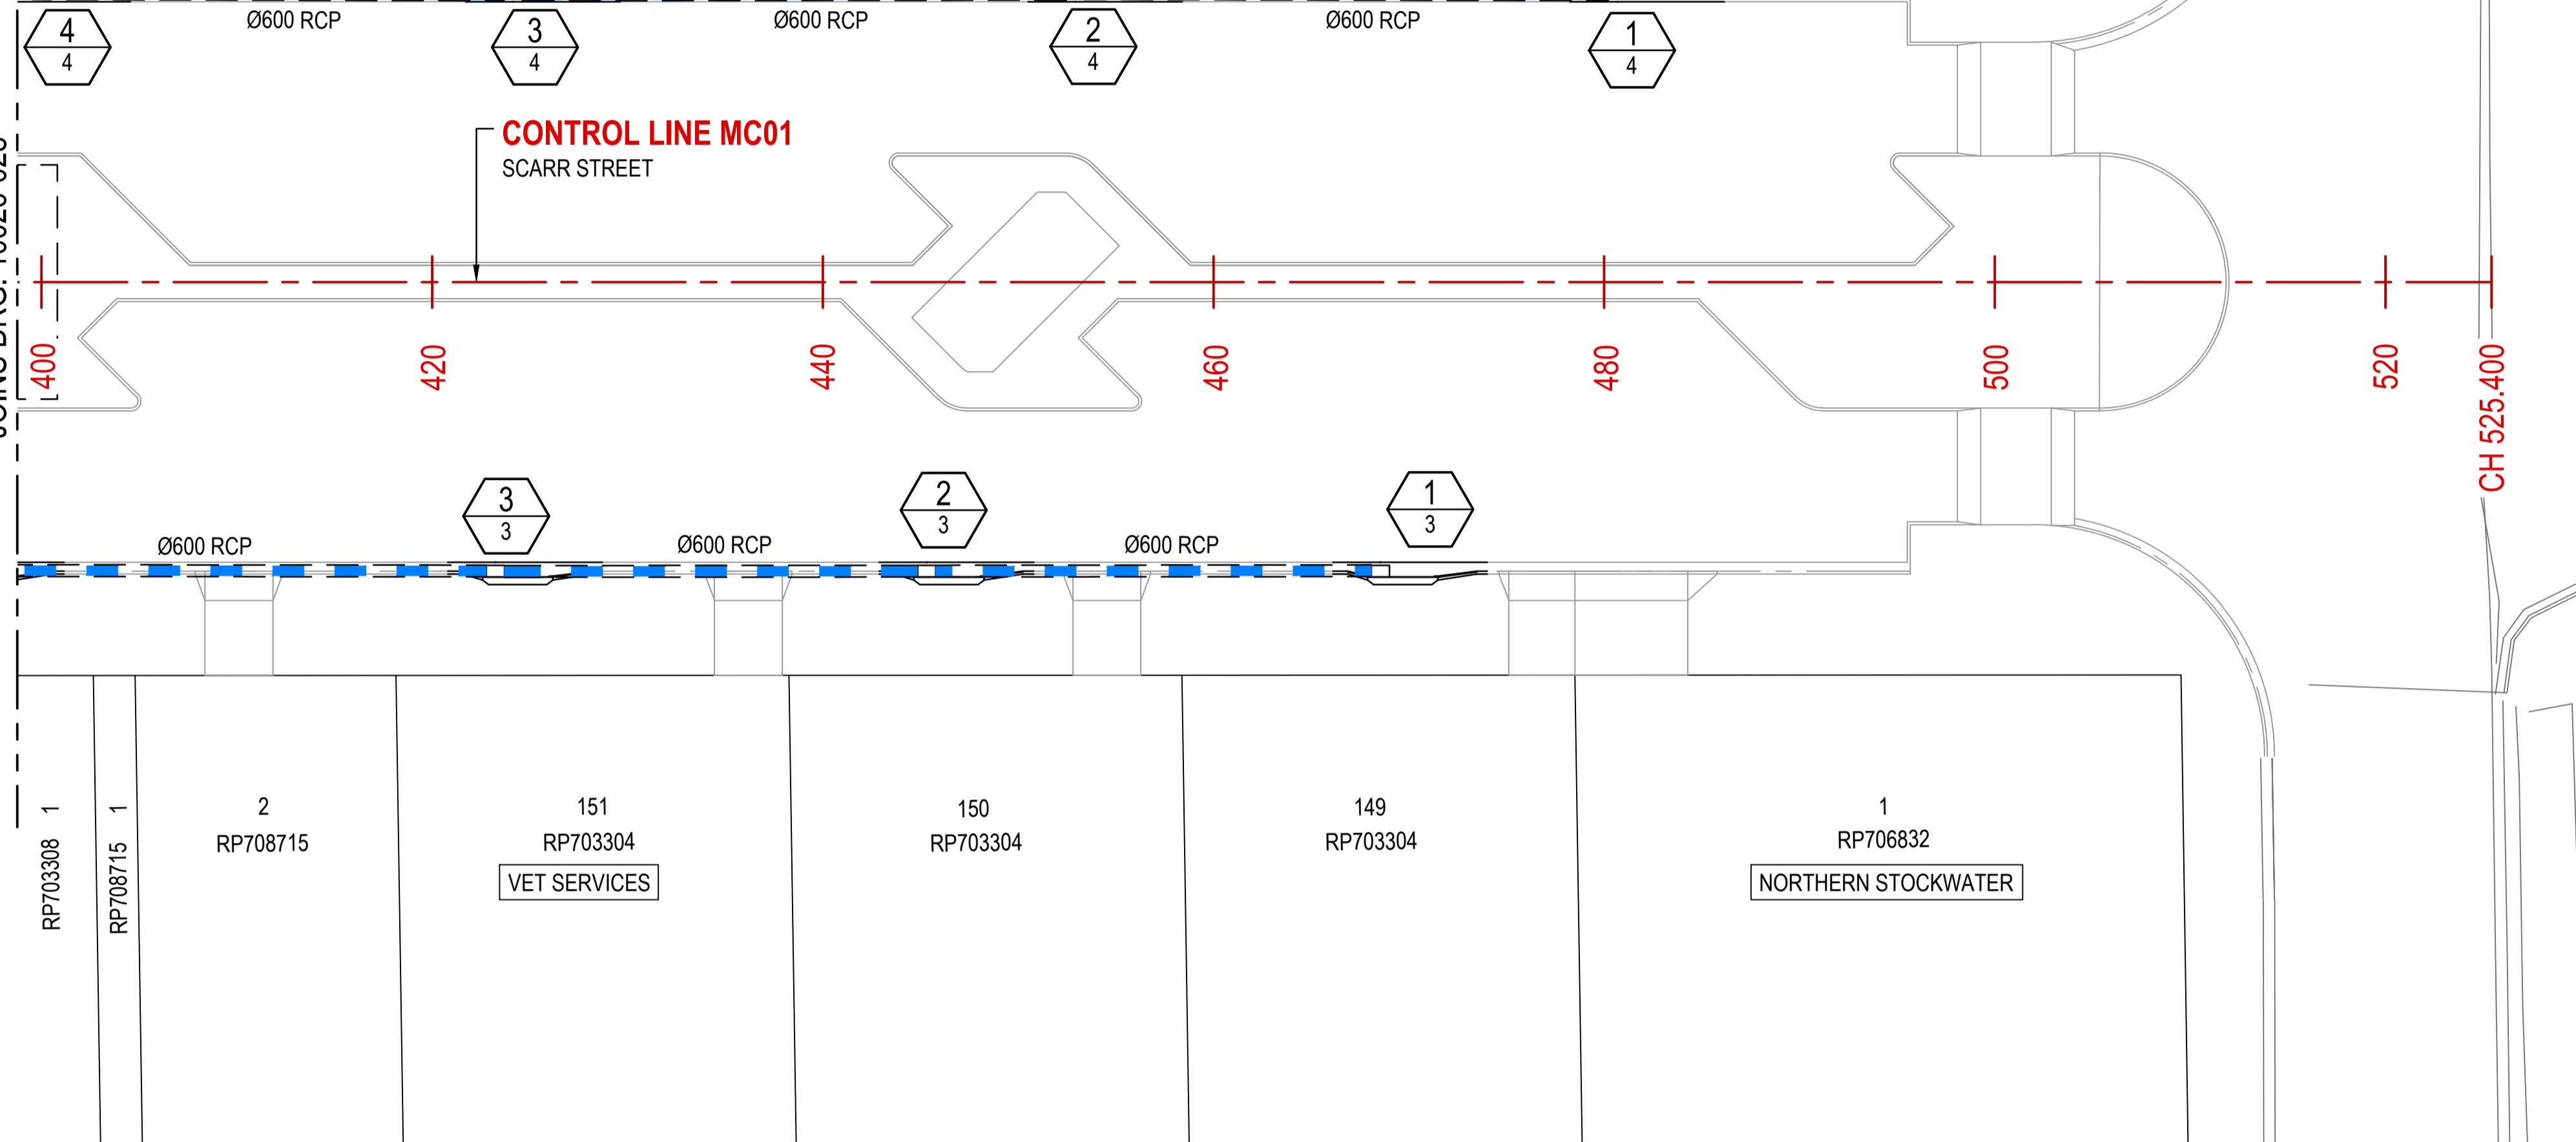 Ø600 RCP
Ø600 RCP
Ø600 RCP
4
4
3
4
2
4
1
4
CONTROL LINE MC01
SCARR STREET
400
420
440
460
480
500
520
CH 525.400
3
3
2
3
1
3
Ø600 RCP
Ø600 RCP
Ø600 RCP
RP703308 1
RP708715 1
2
RP708715
151
RP703304
VET SERVICES
150
RP703304
149
RP703304
1
RP706832
NORTHERN STOCKWATER